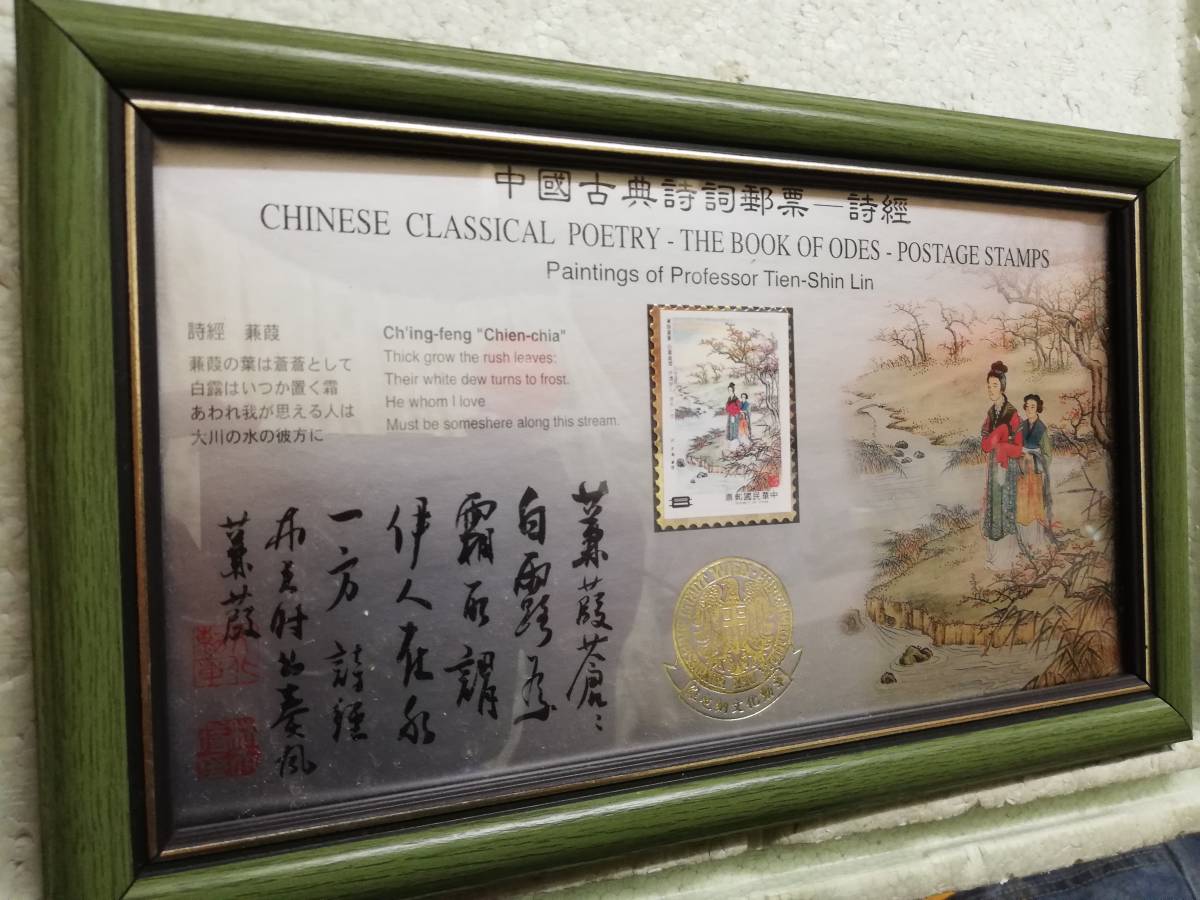 中國古典詩詞郵票—詩經
CHINESE CLASSICAL POETRY - THE BOOK OF ODES - POSTAGE STAMPS
Paintings of Professor Tien-Shin Lin
詩經 蒹葭
蒹葭の葉は蒼蒼として
白露はいつか置く霜
あわれ我が思える人は
大川の水の彼方に
Ch'ing-feng "Chien-chia"
Thick grow the rush leaves:
Their white dew turns to frost.
He whom I love
Must be someshere along this stream.
8
票郵國民華中
蒹葭蒼〻
白露為
霜所謂
伊人在水
一方 詩經
秦風
蒹葭